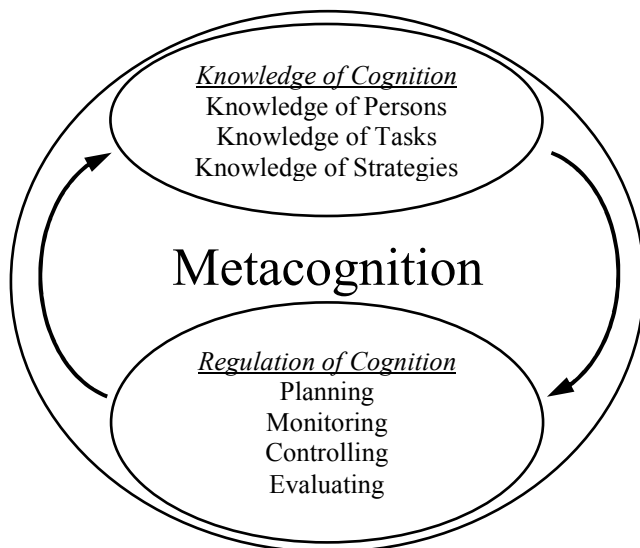 Knowledge of Cognition
Knowledge of Persons
Knowledge of Tasks
Knowledge of Strategies
Metacognition
Regulation of Cognition
Planning
Monitoring
Controlling
Evaluating